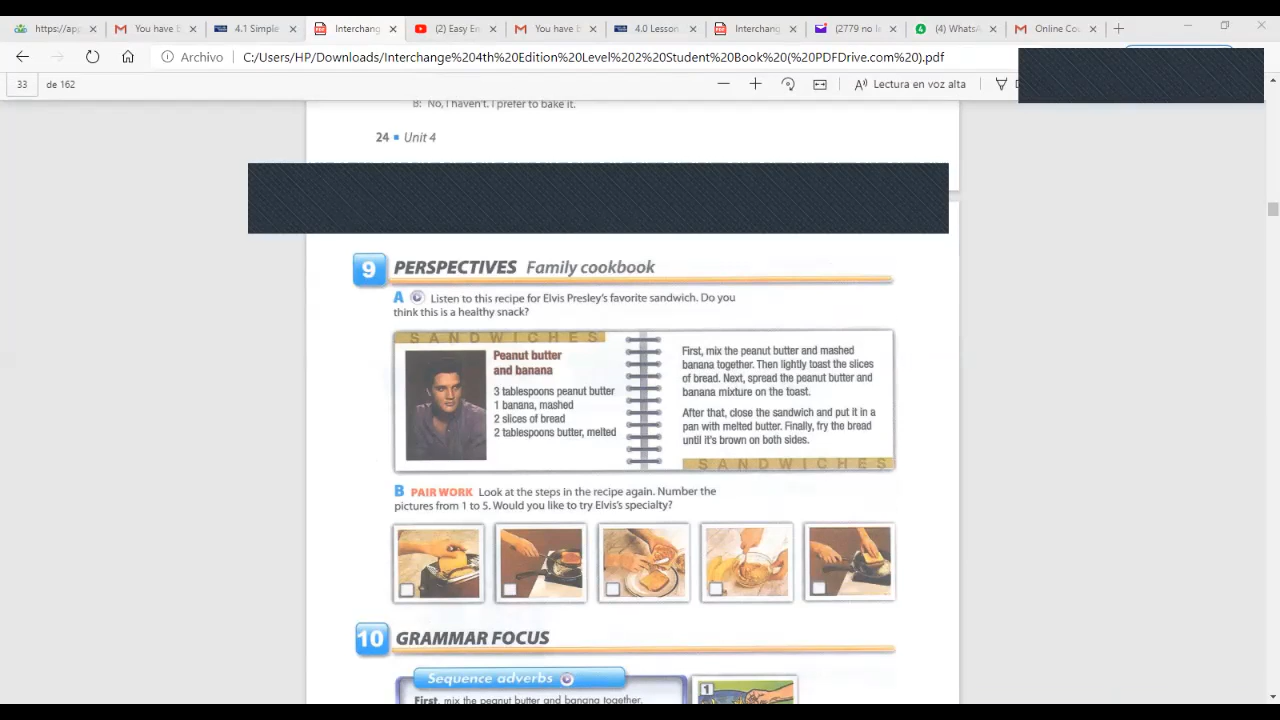 https://app
You have b
4.1 Simple
Interchang
(2) Easy En
You have b
4.0 Lesson
Interchang
(2779 no le
(4) WhatsA
Online Cou
Archivo
C:/Users/HP/Downloads/Interchange%204th%20Edition%20Level%202%20Student%20Book%20(%20PDFDrive.com%20).pdf
33
de 162
Lectura en voz alta
B: No, I haven't. I prefer to bake it.
24 ▪ Unit 4
9 PERSPECTIVES Family cookbook
A Listen to this recipe for Elvis Presley's favorite sandwich. Do you
think this is a healthy snack?
SANDWICHES
Peanut butter
and banana
3 tablespoons peanut butter
1 banana, mashed
2 slices of bread
2 tablespoons butter, melted
First, mix the peanut butter and mashed
banana together. Then lightly toast the slices
of bread. Next, spread the peanut butter and
banana mixture on the toast.
After that, close the sandwich and put it in a
pan with melted butter. Finally, fry the bread
until it's brown on both sides.
SANDWICHES
B PAIR WORK Look at the steps in the recipe again. Number the
pictures from 1 to 5. Would you like to try Elvis's specialty?
10 GRAMMAR FOCUS
Sequence adverbs
First, mix the peanut butter and banana together.
1